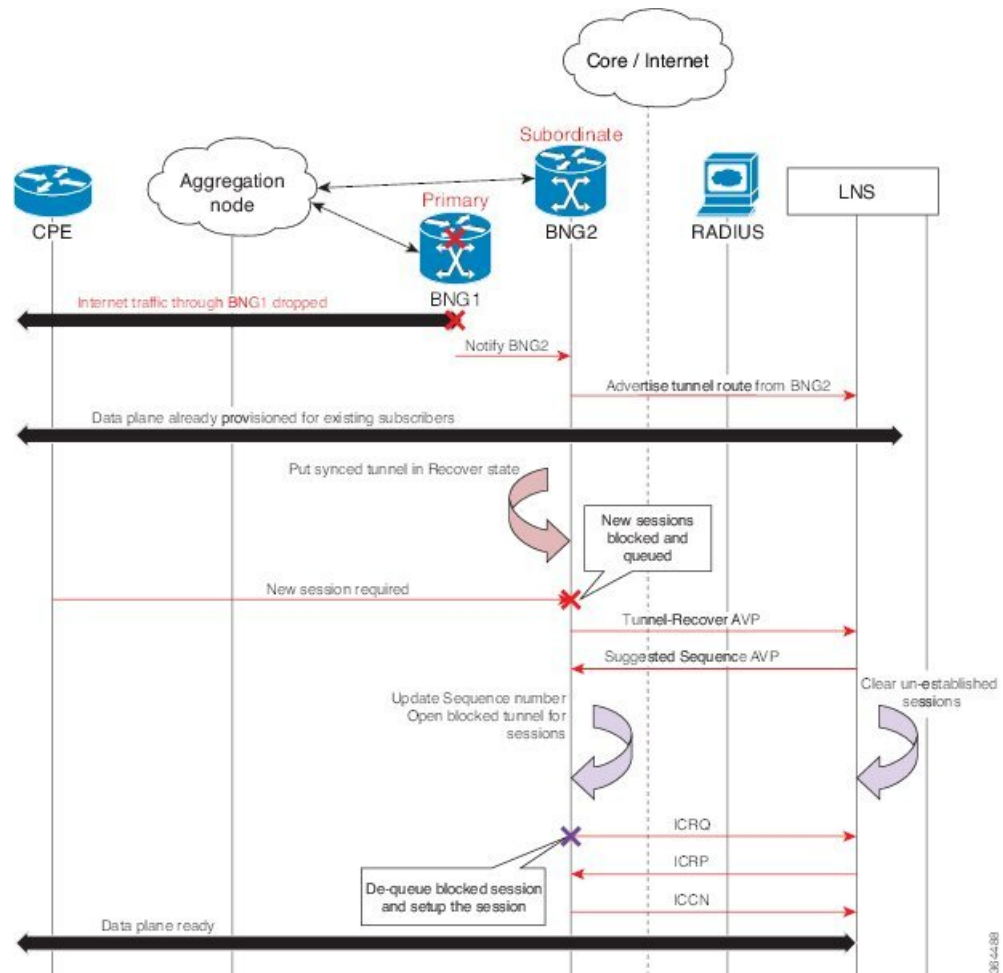 Core / Internet
Subordinate
Aggregation
node
Primary
LNS
CPE
BNG2
RADIUS
BNG1
Internet traffic through BNG1 dropped
Notify BNG2
Advertise tunnel route from BNG2
Data plane already provisioned for existing subscribers
Put synced tunnel in Recover state
New sessions
blocked and
queued
New session required
Tunnel-Recover AVP
Suggested Sequence AVP
Clear un-established
sessions
Update Sequence number
Open blocked tunnel for
sessions
ICRQ
ICRP
De-queue blocked session
and setup the session
ICCN
Data plane ready
364488